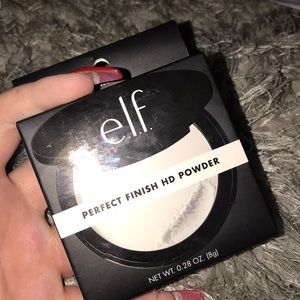 e.l.f.
PERFECT FINISH HD POWDER
NET WT. 0.28 OZ. (8g)